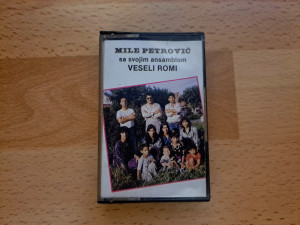 MILE PETROVIĆ
sa svojim ansamblom
VESELI ROMI